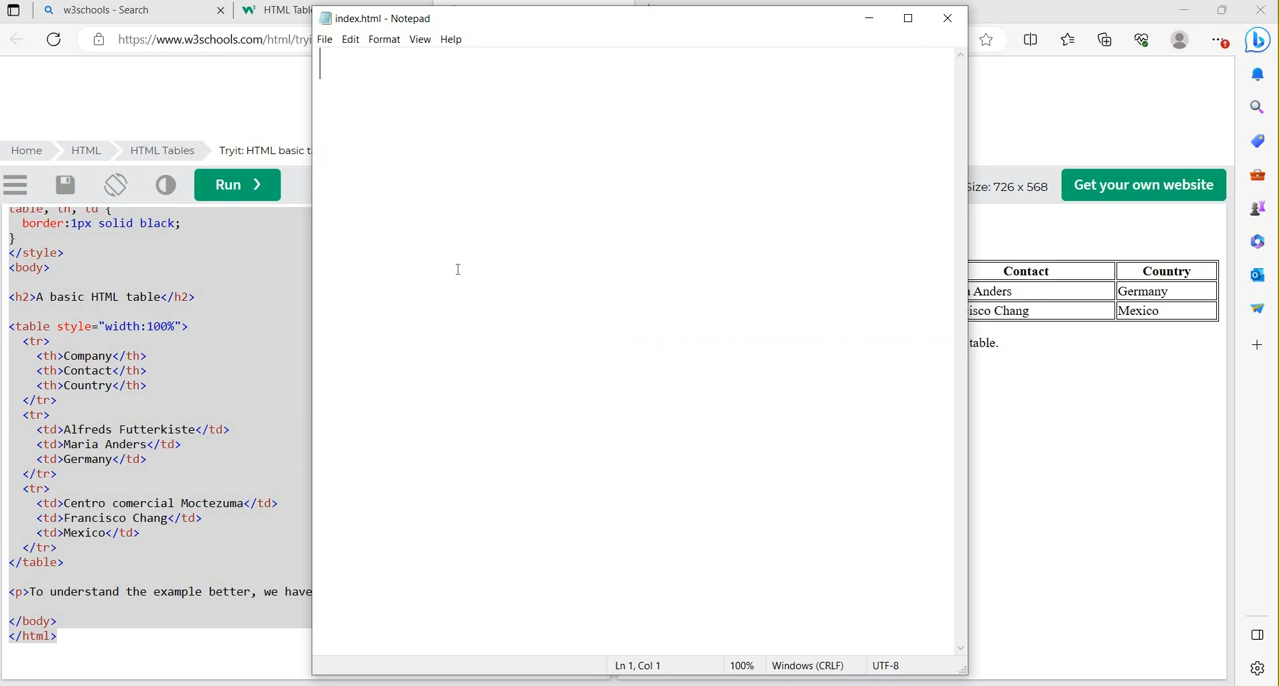 w3schools - Search
HTML Tabl
https://www.w3schools.com/html/tryi
index.html - Notepad
File Edit Format View Help
Home HTML HTML Tables Tryit: HTML basic t
Run ❯
Size: 726 x 568
Get your own website
table, th, td {
border:1px solid black;
}
</style>
<body>
<h2>A basic HTML table</h2>
<table style="width:100%">
<tr>
<th>Company</th>
<th>Contact</th>
<th>Country</th>
</tr>
<tr>
<td>Alfreds Futterkiste</td>
<td>Maria Anders</td>
<td>Germany</td>
</tr>
<tr>
<td>Centro comercial Moctezuma</td>
<td>Francisco Chang</td>
<td>Mexico</td>
</tr>
</table>
<p>To understand the example better, we have
</body>
</html>
Contact Country
a Anders Germany
isco Chang Mexico
table.
Ln 1, Col 1 100% Windows (CRLF) UTF-8